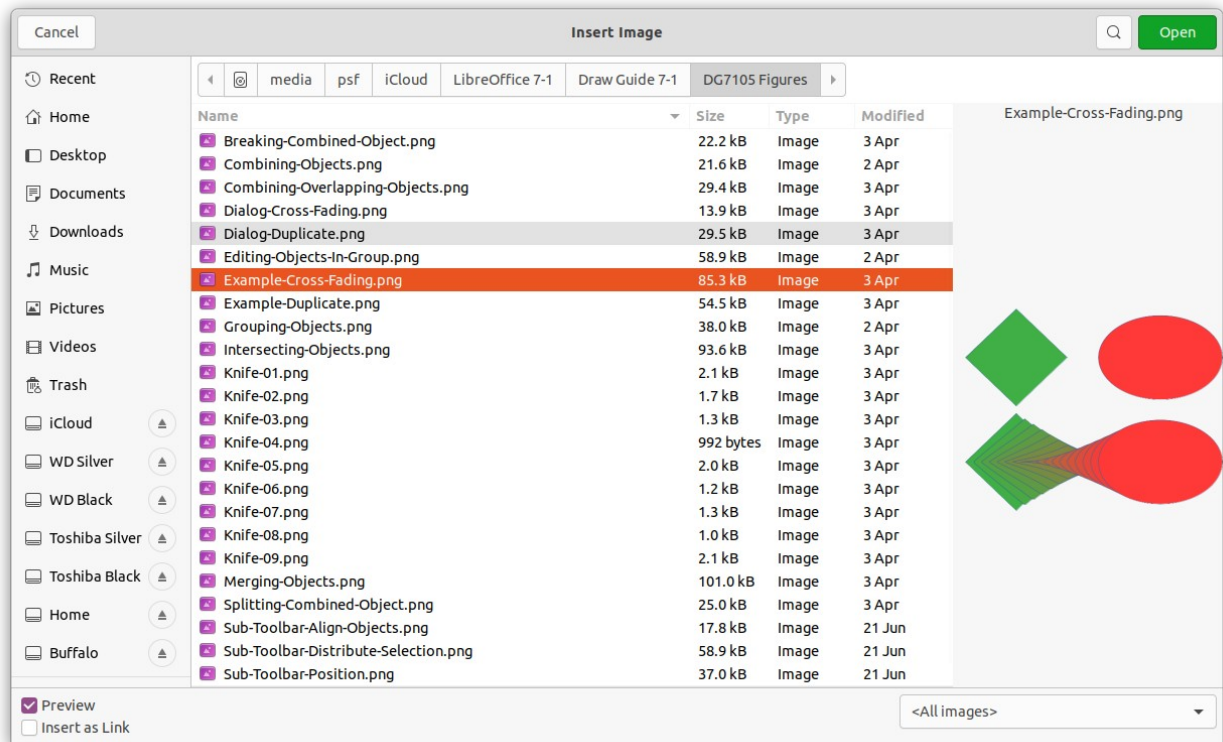 Cancel Insert Image Open
Recent
Home
Desktop
Documents
Downloads
Music
Pictures
Videos
Trash
iCloud
WD Silver
WD Black
Toshiba Silver
Toshiba Black
Home
Buffalo
media psf iCloud LibreOffice 7-1 Draw Guide 7-1 DG7105 Figures
Name Size Type Modified
Breaking-Combined-Object.png 22.2 kB Image 3 Apr
Combining-Objects.png 21.6 kB Image 2 Apr
Combining-Overlapping-Objects.png 29.4 kB Image 3 Apr
Dialog-Cross-Fading.png 13.9 kB Image 3 Apr
Dialog-Duplicate.png 29.5 kB Image 3 Apr
Editing-Objects-In-Group.png 58.9 kB Image 2 Apr
Example-Cross-Fading.png 85.3 kB Image 3 Apr
Example-Duplicate.png 54.5 kB Image 3 Apr
Grouping-Objects.png 38.0 kB Image 2 Apr
Intersecting-Objects.png 93.6 kB Image 3 Apr
Knife-01.png 2.1 kB Image 3 Apr
Knife-02.png 1.7 kB Image 3 Apr
Knife-03.png 1.3 kB Image 3 Apr
Knife-04.png 992 bytes Image 3 Apr
Knife-05.png 2.0 kB Image 3 Apr
Knife-06.png 1.2 kB Image 3 Apr
Knife-07.png 1.3 kB Image 3 Apr
Knife-08.png 1.0 kB Image 3 Apr
Knife-09.png 2.1 kB Image 3 Apr
Merging-Objects.png 101.0 kB Image 3 Apr
Splitting-Combined-Object.png 25.0 kB Image 3 Apr
Sub-Toolbar-Align-Objects.png 17.8 kB Image 21 Jun
Sub-Toolbar-Distribute-Selection.png 58.9 kB Image 21 Jun
Sub-Toolbar-Position.png 37.0 kB Image 21 Jun
Example-Cross-Fading.png
Preview
Insert as Link
<All images>